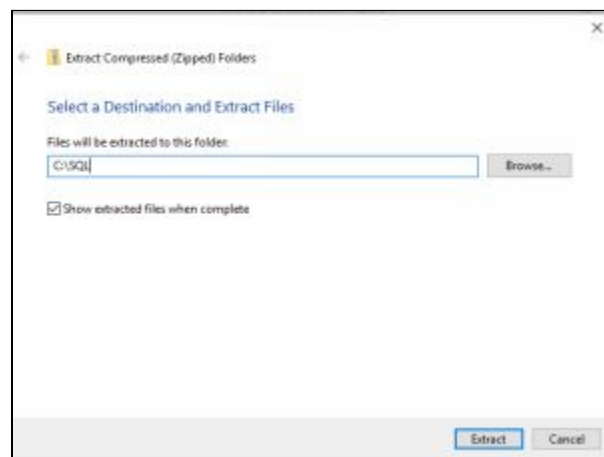 Extract Compressed (Zipped) Folders
Select a Destination and Extract Files
Files will be extracted to this folder:
C:\SQL
Browse...
Show extracted files when complete
Extract
Cancel